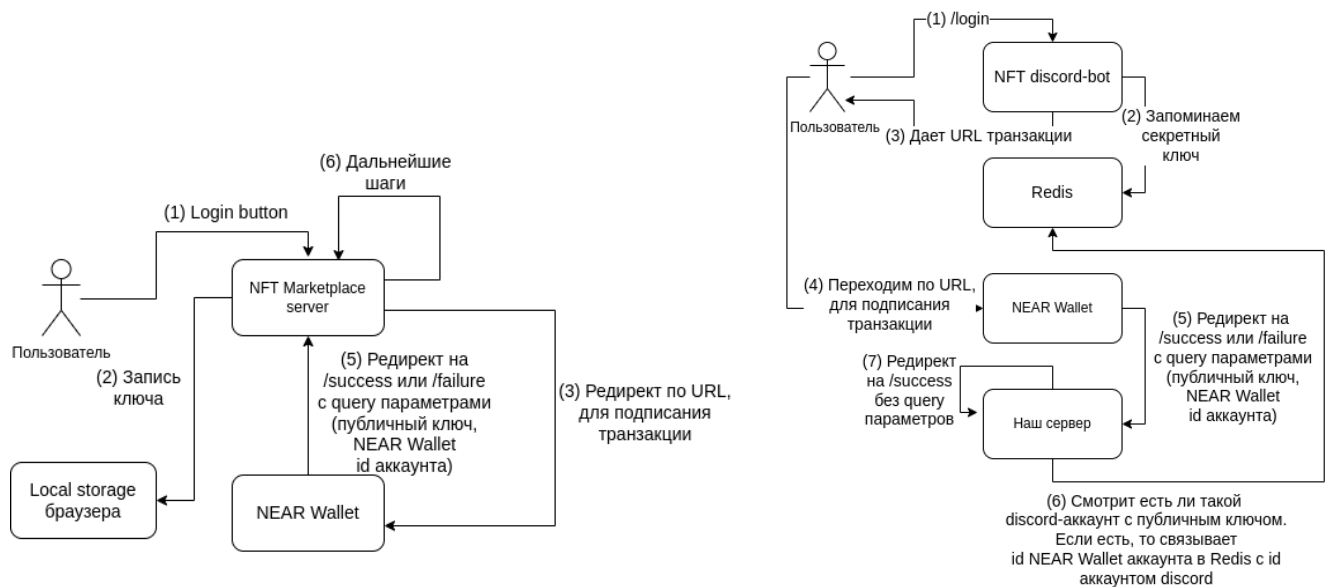 (6) Дальнейшие
шаги
(1) Login button
NFT Marketplace
server
Пользователь
(2) Запись
ключа
(5) Редирект на
/success или /failure
с query параметрами
(публичный ключ,
NEAR Wallet
id аккаунта)
(3) Редирект по URL,
для подписания
транзакции
Local storage
браузера
NEAR Wallet
(1) /login
NFT discord-bot
Пользователь
(3) Дает URL транзакции
(2) Запоминаем
секретный
ключ
Redis
(4) Переходим по URL,
для подписания
транзакции
NEAR Wallet
(5) Редирект на
/success или /failure
с query параметрами
(публичный ключ,
NEAR Wallet
id аккаунта)
(7) Редирект
на /success
без query
параметров
Наш сервер
(6) Смотрит есть ли такой
discord-аккаунт с публичным ключом.
Если есть, то связывает
id NEAR Wallet аккаунта в Redis с id
аккаунтом discord